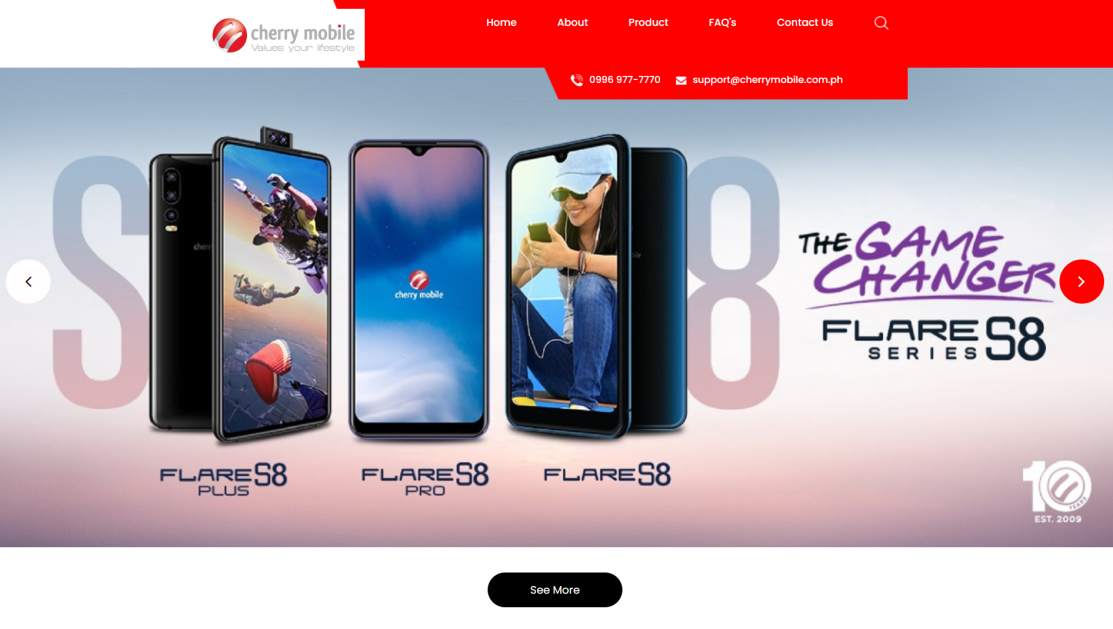 cherry mobile
Values your lifestyle
Home
About
Product
FAQ's
Contact Us
0996 977-7770
support@cherrymobile.com.ph
S 8
cherry mobile
THE GAME
CHANGER
FLARE S8
SERIES
FLARE S8
PLUS
FLARE S8
PRO
FLARE S8
10
YEARS
EST. 2009
See More